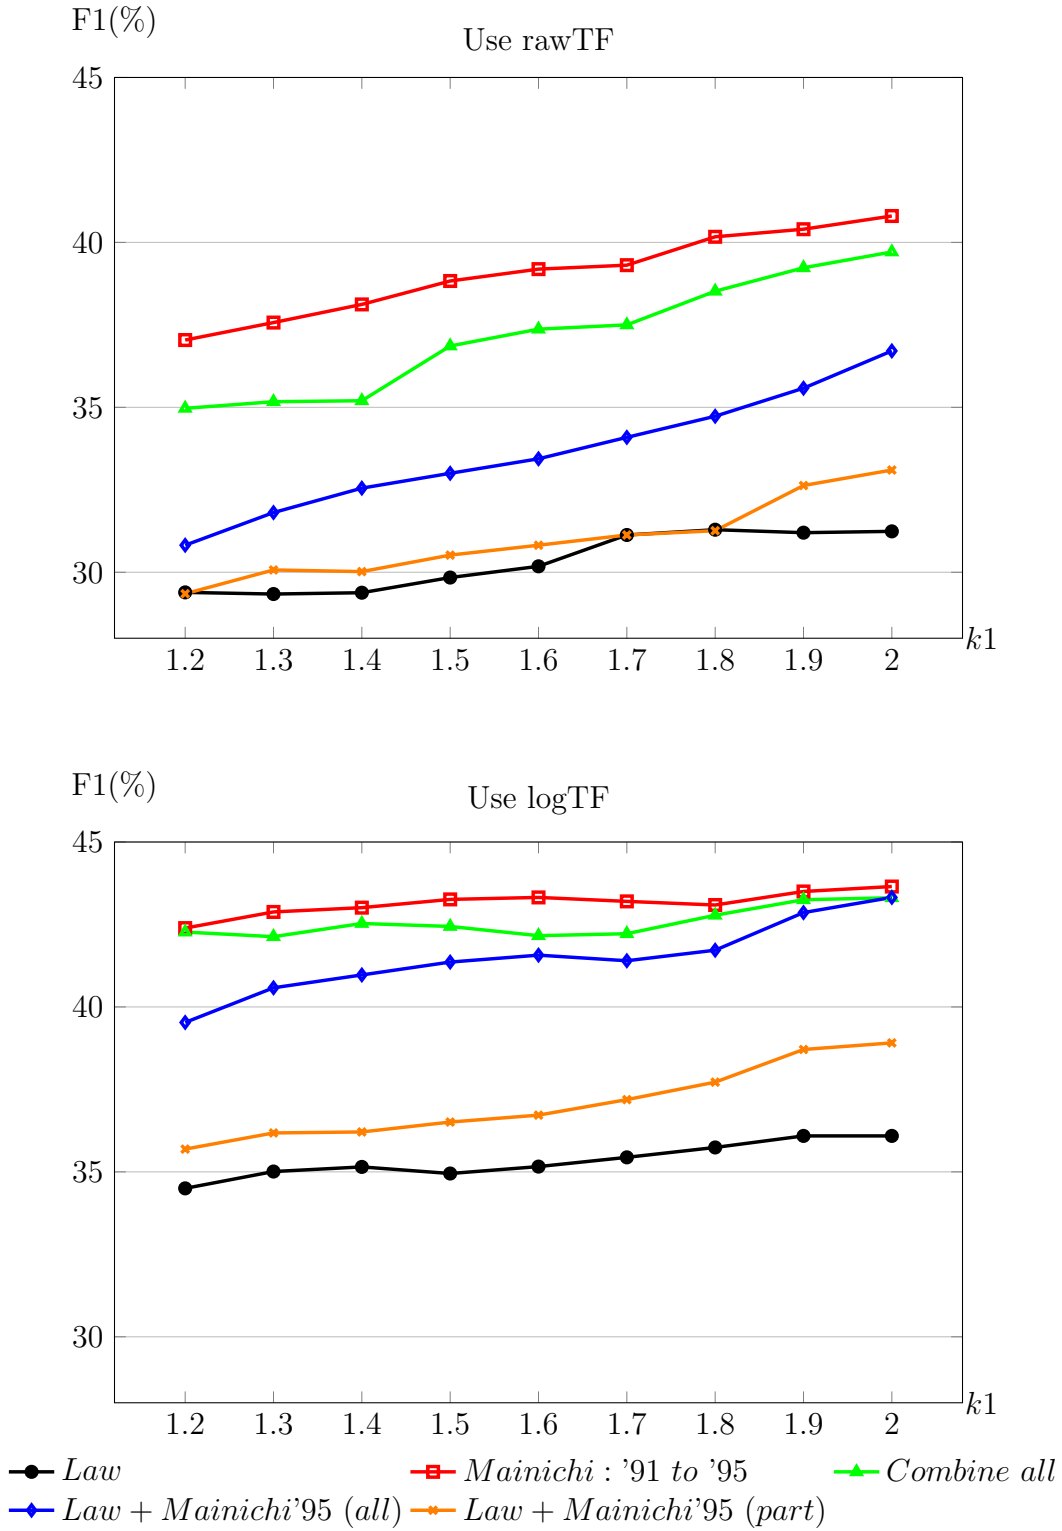 F1(%)
Use rawTF
45
40
35
30
1.2 1.3 1.4 1.5 1.6 1.7 1.8 1.9 2
k1
F1(%)
Use logTF
45
40
35
30
1.2 1.3 1.4 1.5 1.6 1.7 1.8 1.9 2
k1
Law Mainichi : '91 to '95 Combine all
Law + Mainichi'95 (all) Law + Mainichi'95 (part)